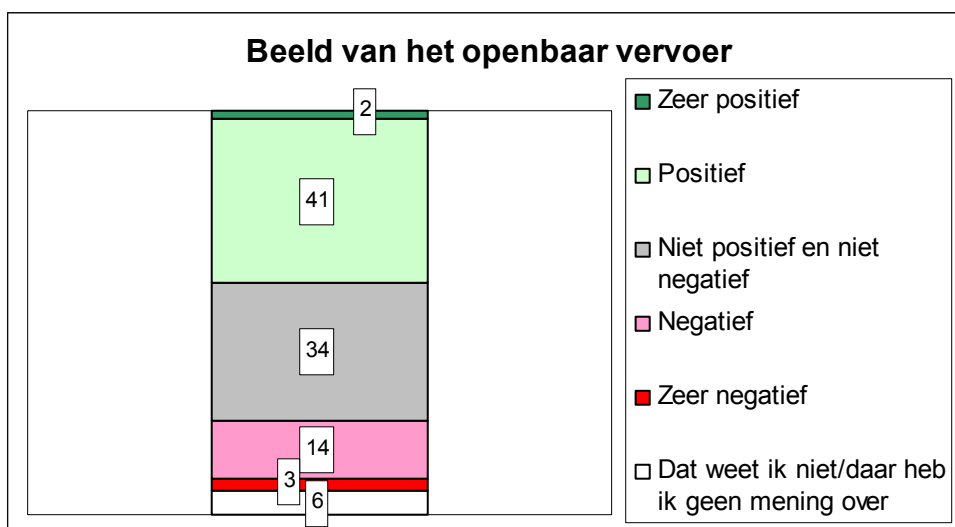 Beeld van het openbaar vervoer
2
41
34
14
3
6
Zeer positief
Positief
Niet positief en niet
negatief
Negatief
Zeer negatief
Dat weet ik niet/daar heb
ik geen mening over